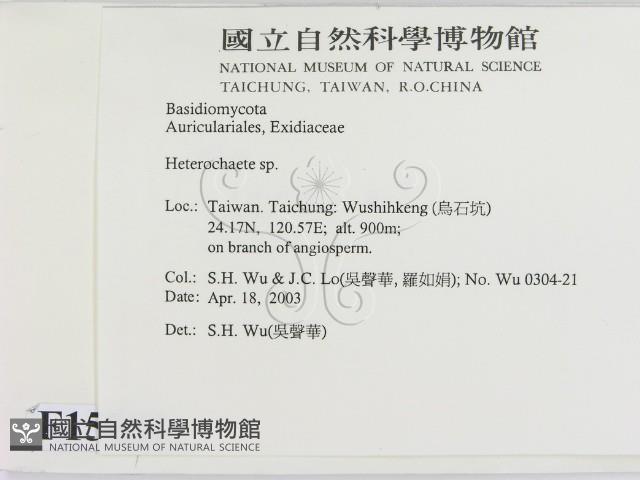 國立自然科學博物館
NATIONAL MUSEUM OF NATURAL SCIENCE
TAICHUNG, TAIWAN, R.O.CHINA
Basidiomycota
Auriculariales, Exidiaceae
Heterochaete sp.
Loc.: Taiwan. Taichung: Wushihkeng (烏石坑)
24.17N, 120.57E; alt. 900m;
on branch of angiosperm.
Col.: S.H. Wu & J.C. Lo(吳聲華, 羅如娟); No. Wu 0304-21
Date: Apr. 18, 2003
Det.: S.H. Wu(吳聲華)
F15
國立自然科學博物館
NATIONAL MUSEUM OF NATURAL SCIENCE